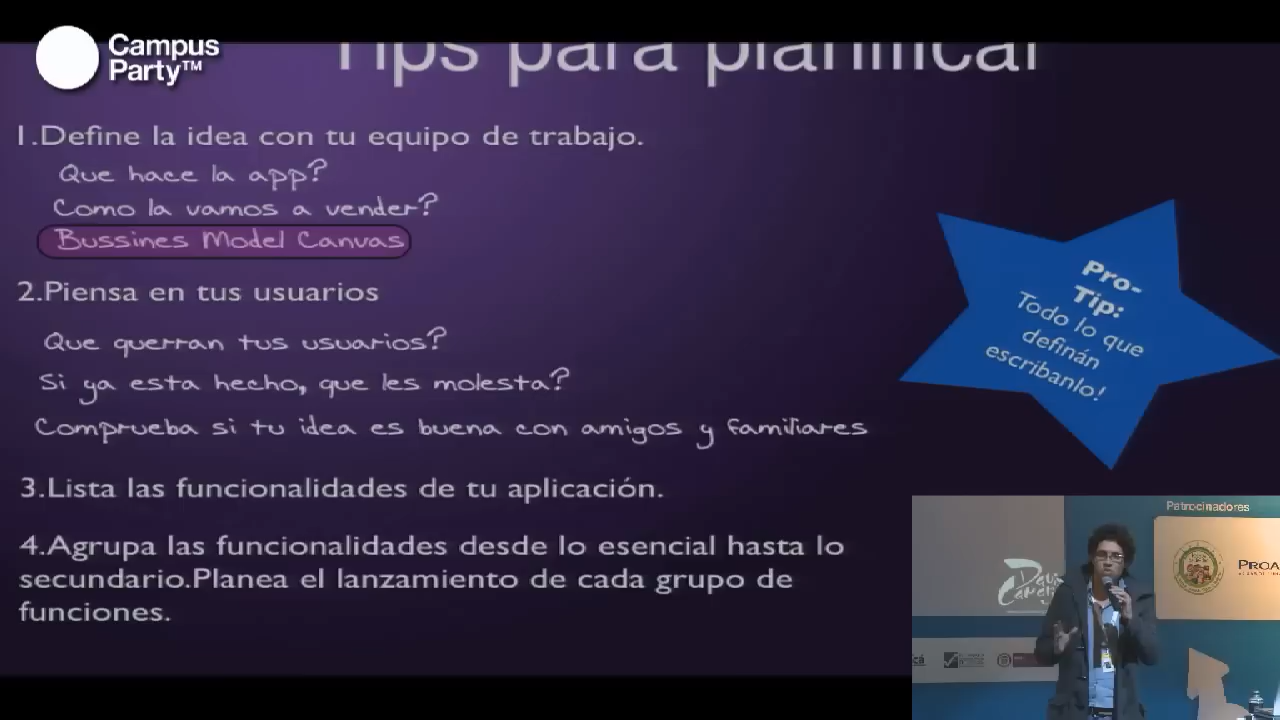 Campus
Party™
Tips para planificar
1.Define la idea con tu equipo de trabajo.
Que hace la app?
Como la vamos a vender?
Bussines Model Canvas
2.Piensa en tus usuarios
Que querran tus usuarios?
Si ya esta hecho, que les molesta?
Comprueba si tu idea es buena con amigos y familiares
3.Lista las funcionalidades de tu aplicación.
4.Agrupa las funcionalidades desde lo esencial hasta lo
secundario.Planea el lanzamiento de cada grupo de
funciones.
Pro-
Tip:
Todo lo que
definán
escribanlo!
Patrocinadores